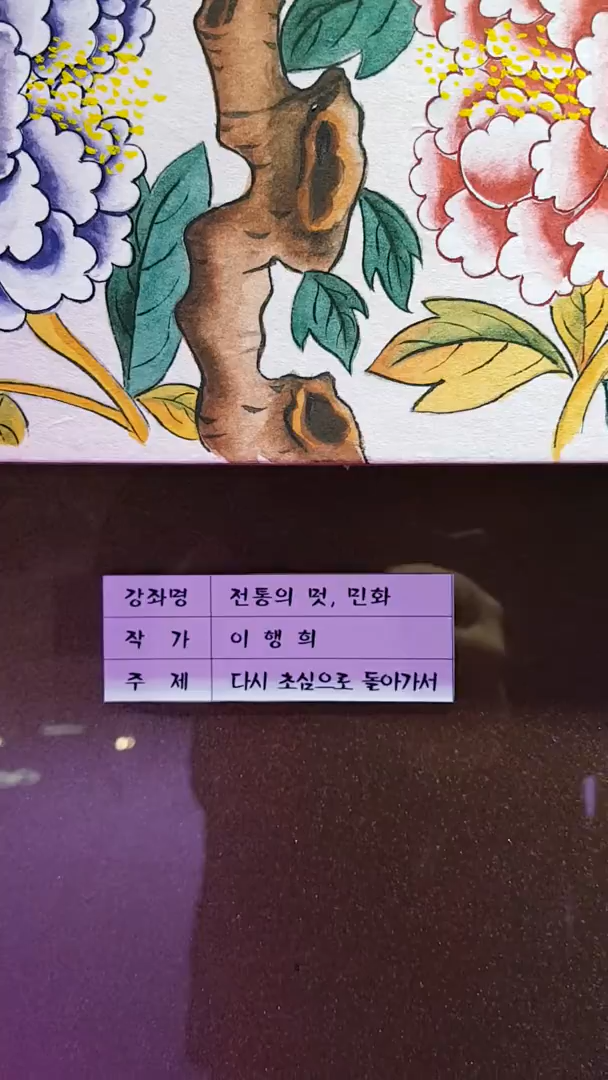 강좌명 전통의 멋, 민화
작 가 이 행 희
주 제 다시 초심으로 돌아가서